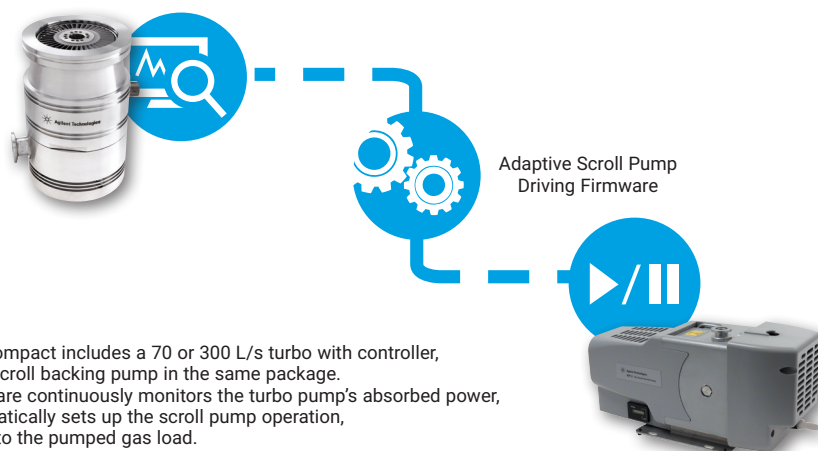 Agilent Technologies
Adaptive Scroll Pump
Driving Firmware
ompact includes a 70 or 300 L/s turbo with controller,
croll backing pump in the same package.
are continuously monitors the turbo pump's absorbed power,
atically sets up the scroll pump operation,
to the pumped gas load.